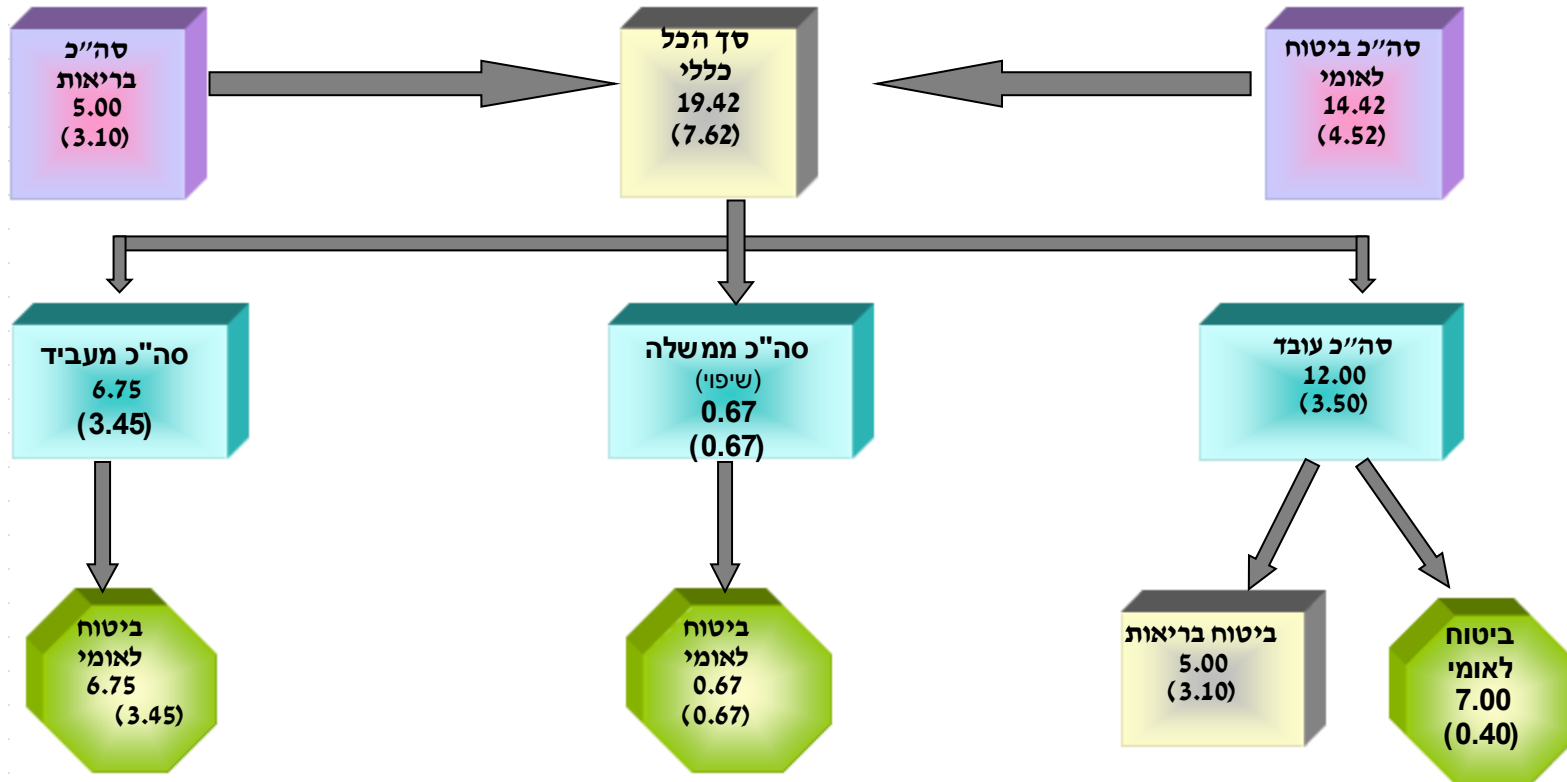 סה״כ ביטוח
לאומי
14.42
(4.52)
סך הכל
כללי
19.42
(7.62)
סה״כ
בריאות
5.00
(3.10)
סה״כ עובד
12.00
(3.50)
סה"כ ממשלה
(שיפוי)
0.67
(0.67)
סה"כ מעביד
6.75
(3.45)
ביטוח
לאומי
7.00
(0.40)
ביטוח בריאות
5.00
(3.10)
ביטוח
לאומי
0.67
(0.67)
ביטוח
לאומי
6.75
(3.45)